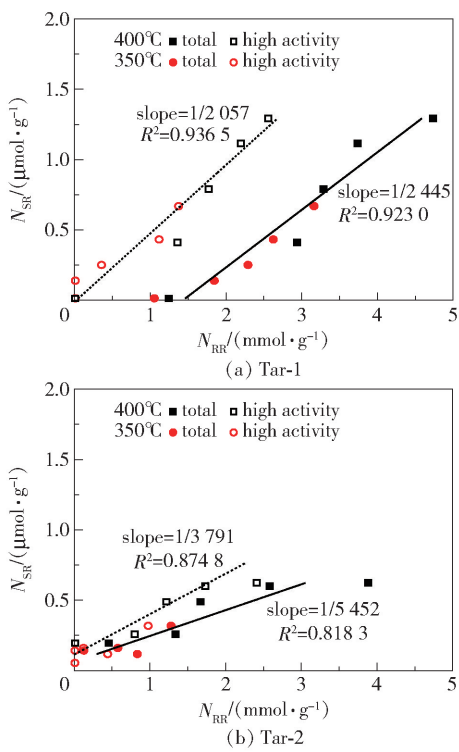 2.0
400℃ ■ total □ high activity
350℃ ● total ○ high activity
1.5
slope=1/2 057
R²=0.936 5
1.0
slope=1/2 445
R²=0.923 0
0.5
0
0 1 2 3 4 5
N_SR/(μmol·g⁻¹)
N_RR/(mmol·g⁻¹)
(a) Tar-1
2.0
400℃ ■ total □ high activity
350℃ ● total ○ high activity
1.5
1.0
slope=1/3 791
R²=0.874 8
0.5
slope=1/5 452
R²=0.818 3
0
0 1 2 3 4 5
N_SR/(μmol·g⁻¹)
N_RR/(mmol·g⁻¹)
(b) Tar-2